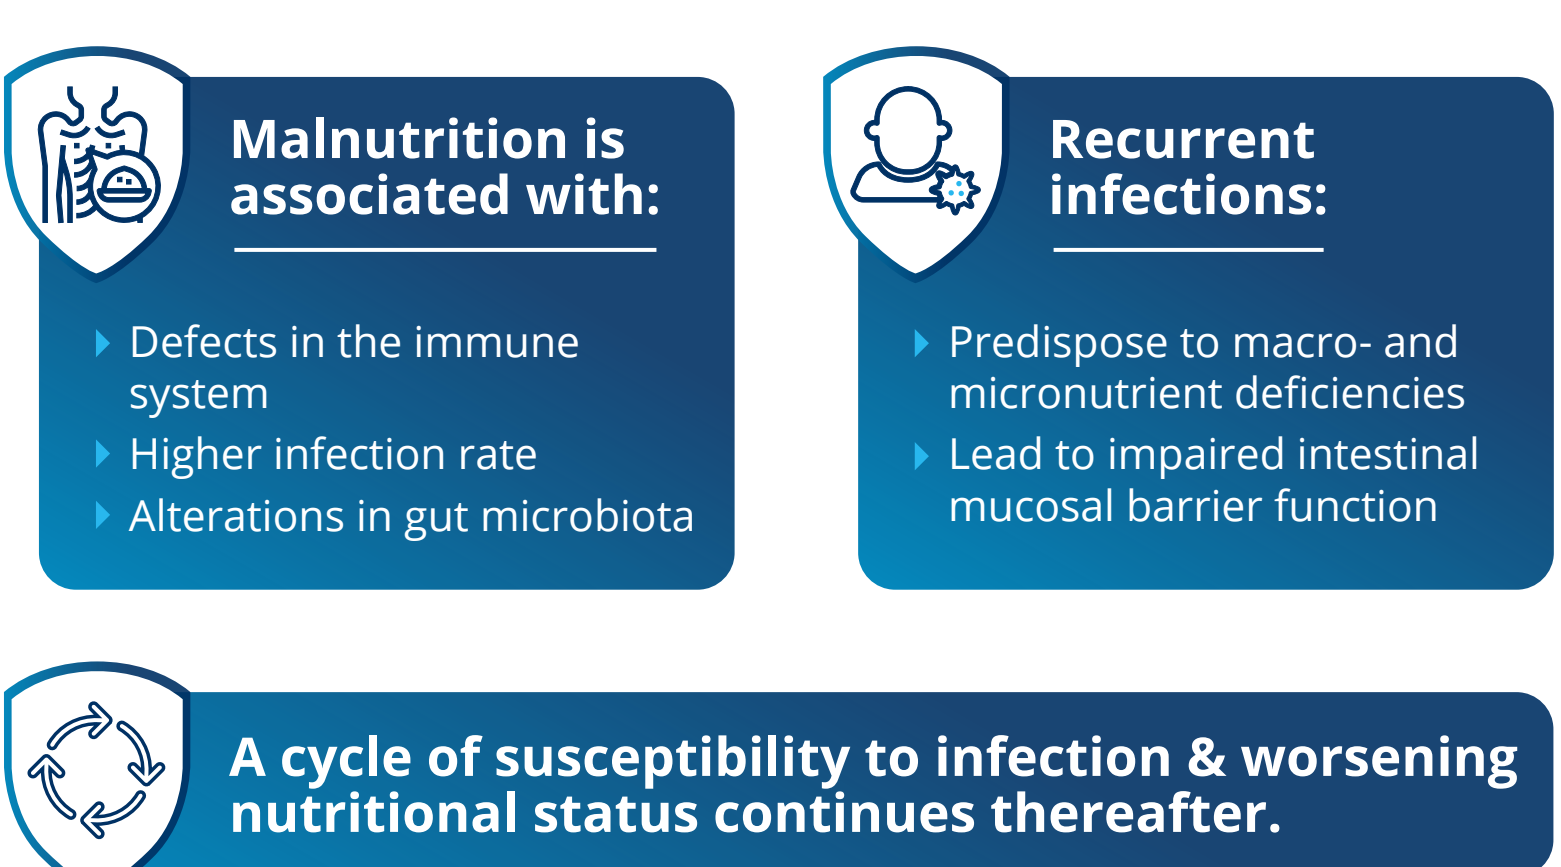 Malnutrition is
associated with:
Defects in the immune
system
Higher infection rate
Alterations in gut microbiota
Recurrent
infections:
Predispose to macro- and
micronutrient deficiencies
Lead to impaired intestinal
mucosal barrier function
A cycle of susceptibility to infection & worsening
nutritional status continues thereafter.